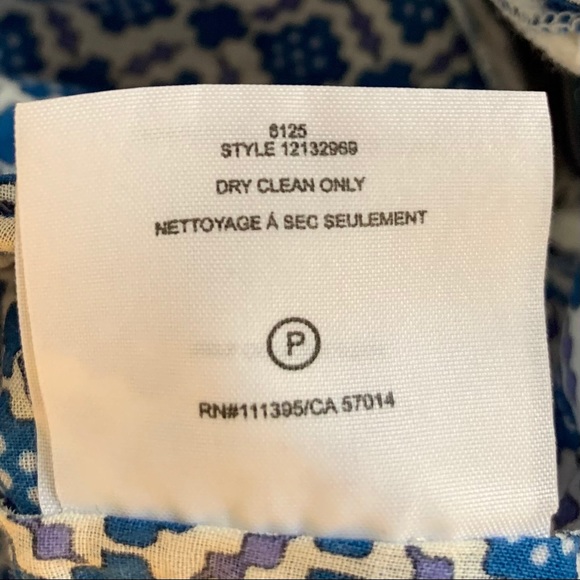 6125
STYLE 12132969
DRY CLEAN ONLY
NETTOYAGE À SEC SEULEMENT
P
RN#111395/CA 57014